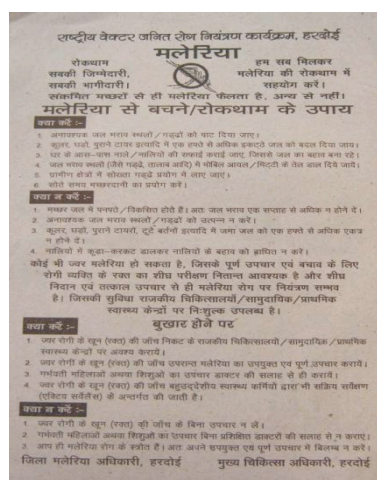 राष्ट्रीय वेक्टर जनित रोग नियंत्रण कार्यक्रम, हरदोई
मलेरिया
रोकथाम
सबकी जिम्मेदारी,
सबकी भागीदारी।
हम सब मिलकर
मलेरिया की रोकथाम में
सहयोग करें।
संक्रमित मच्छरों से ही मलेरिया फैलता है, अन्य से नहीं।
मलेरिया से बचने/रोकथाम के उपाय
क्या करें :-
1. अनावश्यक जल भराव स्थलों/गड्ढों को पाट दिया जाए।
2. कूलर, घड़ों, पुराने टायर इत्यादि में एक हफ्ते से अधिक इकट्ठे जल को बदल दिया जाय।
3. घर के आस-पास नाले/नालियों की सफाई कराई जाए, जिससे जल का बहाव बना रहे।
4. जल भराव स्थलों (जैसे गड्ढे, तालाब आदि) में मोबिल आयल/मिट्टी के तेल डाल दिये जायें।
5. ग्रामीण क्षेत्रों में सोख्ता गड्ढे प्रयोग में लाए जाएं।
6. सोते समय मच्छरदानी का प्रयोग करें।
क्या न करें :-
1. मच्छर जल में पनपते/विकसित होते हैं। अतः जल भराव एक सप्ताह से अधिक न होने दें।
2. अनावश्यक जल भराव स्थलों/गड्ढों को उत्पन्न न करें।
3. कूलर, घड़ों, पुराने टायरों, टूटे बर्तनों इत्यादि में जमा जल को एक हफ्ते से अधिक एकत्र
न होने दें।
4. नालियों में कूड़ा-करकट डालकर नालियों के बहाव को बाधित न करें।
कोई भी ज्वर मलेरिया हो सकता है, जिसके पूर्ण उपचार एवं बचाव के लिए
रोगी व्यक्ति के रक्त का शीघ्र परीक्षण नितान्त आवश्यक है और शीघ्र
निदान एवं तत्काल उपचार से ही मलेरिया रोग पर नियंत्रण सम्भव
है। जिसकी सुविधा राजकीय चिकित्सालयों/सामुदायिक/प्राथमिक
स्वास्थ्य केन्द्रों पर निःशुल्क उपलब्ध है।
बुखार होने पर
क्या करें :-
1. ज्वर रोगी के खून (रक्त) की जाँच निकट के राजकीय चिकित्सालयों/सामुदायिक/प्राथमिक
स्वास्थ्य केन्द्रों पर अवश्य करायें।
2. ज्वर रोगी के खून (रक्त) की जाँच उपरान्त मलेरिया का उपयुक्त एवं पूर्ण उपचार करायें।
3. गर्भवती महिलाओं अथवा शिशुओं का उपचार डाक्टर की सलाह से ही करायें।
4. ज्वर रोगी के खून (रक्त) की जाँच बहुउद्देशीय स्वास्थ्य कर्मियों द्वारा भी सक्रिय सर्वेक्षण
(एक्टिव सर्वेलेंस) के अन्तर्गत की जाती है।
क्या न करें :-
1. ज्वर रोगी के खून (रक्त) की जाँच के बिना उपचार न लें।
2. गर्भवती महिलाओं अथवा शिशुओं का उपचार बिना प्रशिक्षित डाक्टरों की सलाह से न कराए।
3. आप ही मलेरिया रोग के स्त्रोत हैं। अतः अपने उपयुक्त एवं पूर्ण उपचार में बिलम्ब न करें।
जिला मलेरिया अधिकारी, हरदोई
मुख्य चिकित्सा अधिकारी, हरदोई